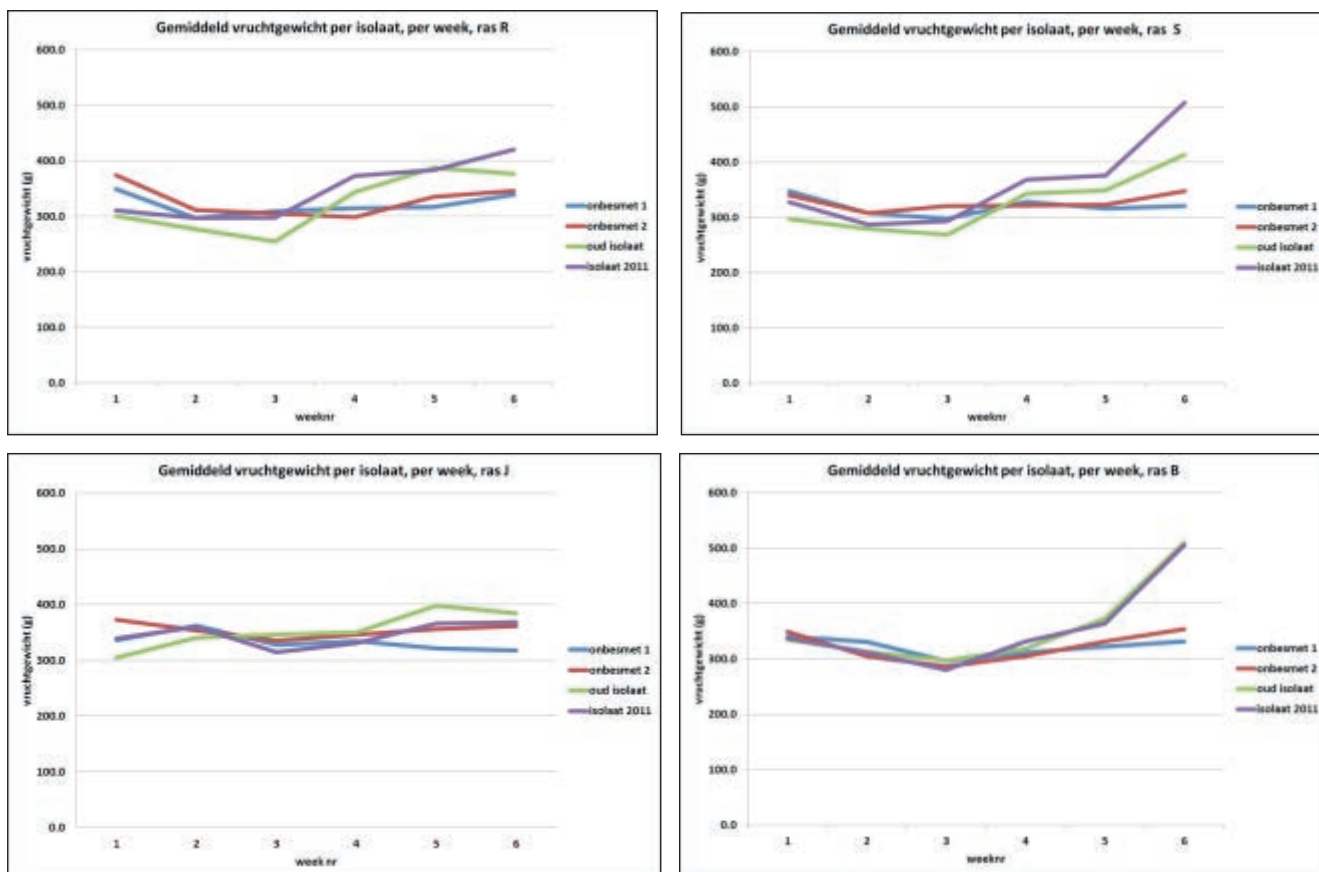 Gemiddeld vruchtgewicht per isolaat, per week, ras R
600.0
500.0
400.0
300.0
200.0
100.0
0.0
vruchtgewicht (g)
1 2 3 4 5 6
weeknr
onbesmet 1
onbesmet 2
oud isolaat
isolaat 2011
Gemiddeld vruchtgewicht per isolaat, per week, ras S
600.0
500.0
400.0
300.0
200.0
100.0
0.0
vruchtgewicht (g)
1 2 3 4 5 6
weeknr
onbesmet 1
onbesmet 2
oud isolaat
isolaat 2011
Gemiddeld vruchtgewicht per isolaat, per week, ras J
600.0
500.0
400.0
300.0
200.0
100.0
0.0
vruchtgewicht (g)
1 2 3 4 5 6
week nr
onbesmet 1
onbesmet 2
oud isolaat
isolaat 2011
Gemiddeld vruchtgewicht per isolaat, per week, ras B
600.0
500.0
400.0
300.0
200.0
100.0
0.0
vruchtgewicht (g)
1 2 3 4 5 6
weeknr
onbesmet 1
onbesmet 2
oud isolaat
isolaat 2011